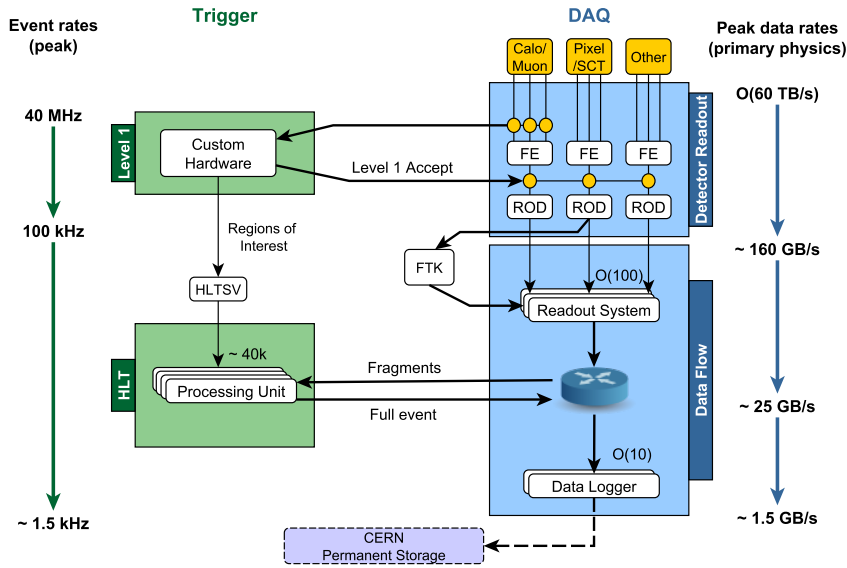 Event rates
(peak)
Trigger
DAQ
Peak data rates
(primary physics)
Calo/
Muon
Pixel
/SCT
Other
O(60 TB/s)
40 MHz
Level 1
Custom
Hardware
Level 1 Accept
FE
FE
FE
ROD
ROD
ROD
Detector Readout
100 kHz
Regions of
Interest
~ 160 GB/s
FTK
HLTSV
O(100)
Readout System
~ 40k
HLT
Processing Unit
Fragments
Full event
Data Flow
~ 25 GB/s
O(10)
Data Logger
~ 1.5 kHz
~ 1.5 GB/s
CERN
Permanent Storage